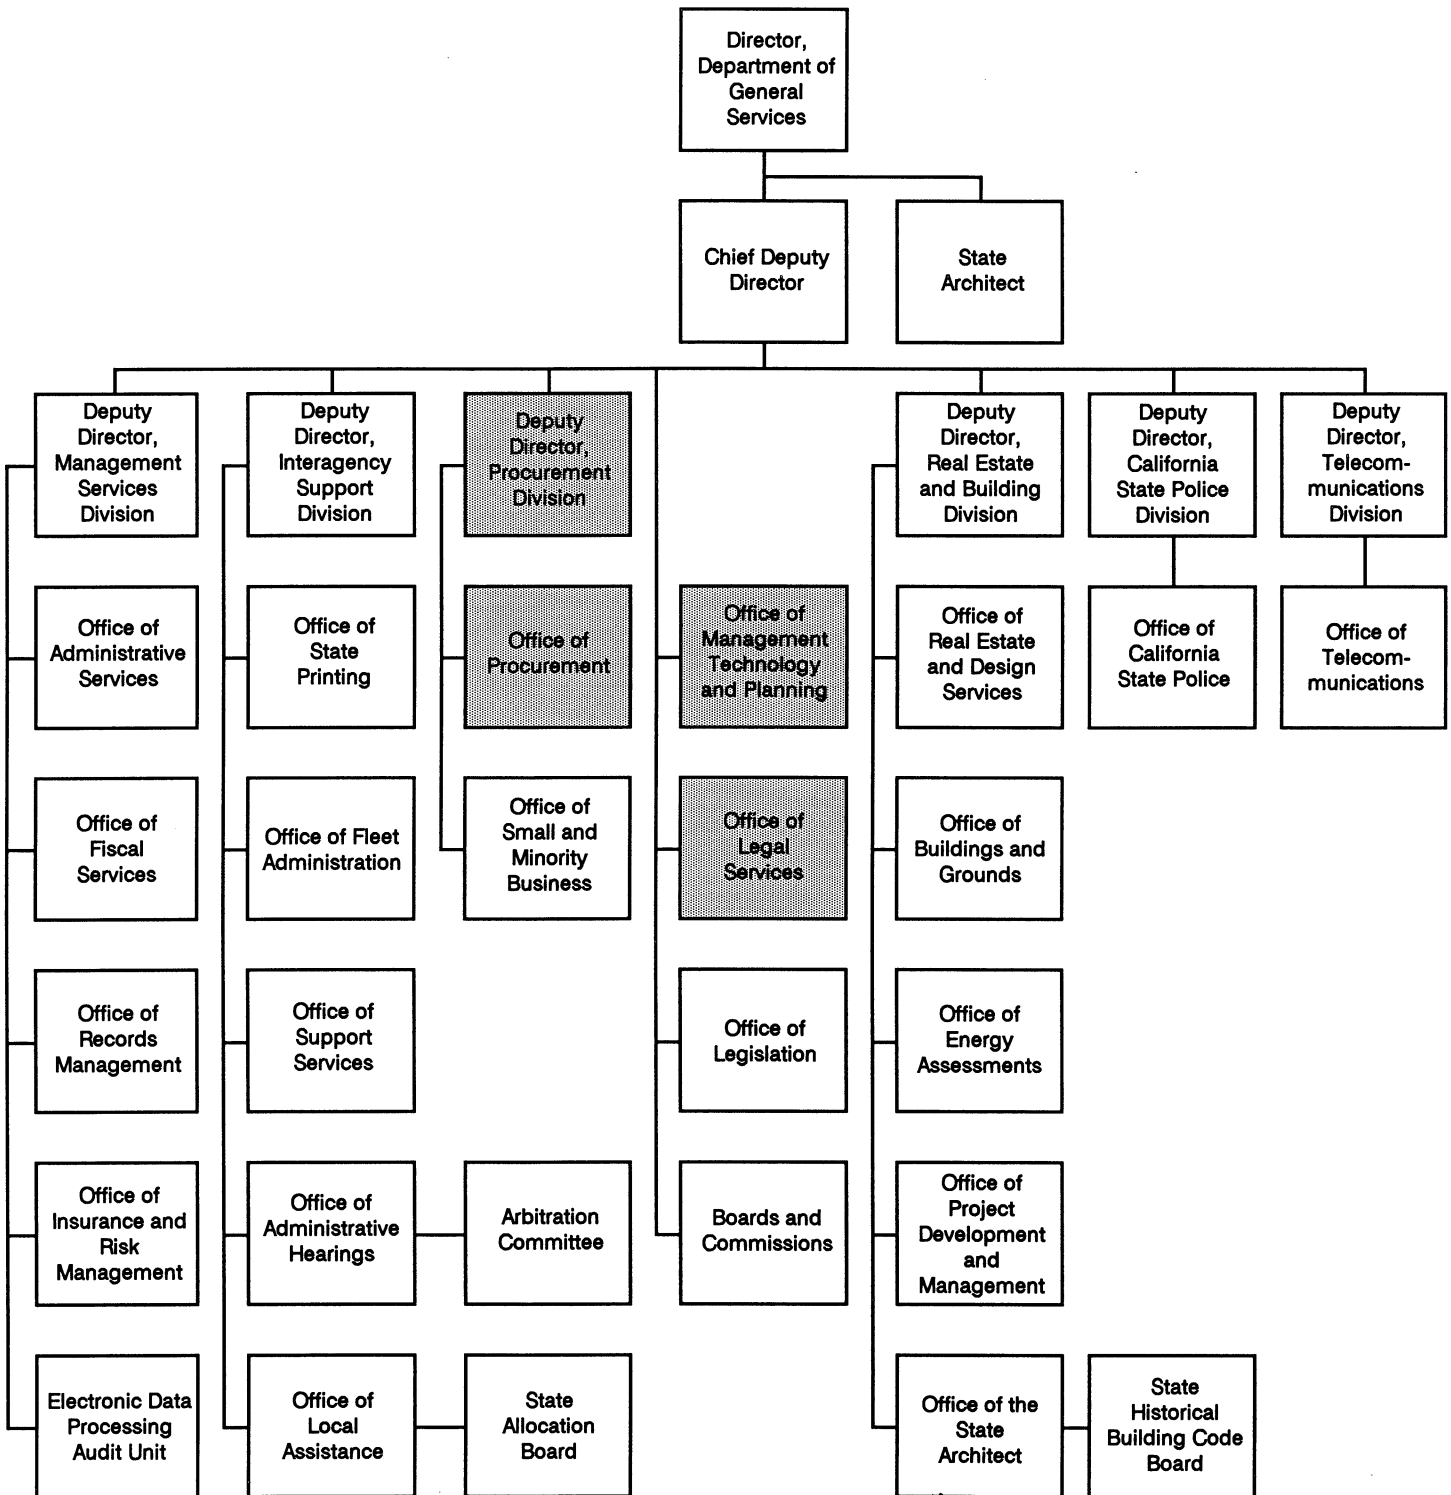 Director,
Department of
General
Services
Chief Deputy
Director
State
Architect
Deputy
Director,
Management
Services
Division
Deputy
Director,
Interagency
Support
Division
Deputy
Director,
Procurement
Division
Deputy
Director,
Real Estate
and Building
Division
Deputy
Director,
California
State Police
Division
Deputy
Director,
Telecom-
munications
Division
Office of
Administrative
Services
Office of
State
Printing
Office of
Procurement
Office of
Management
Technology
and Planning
Office of
Real Estate
and Design
Services
Office of
California
State Police
Office of
Telecom-
munications
Office of
Fiscal
Services
Office of Fleet
Administration
Office of
Small and
Minority
Business
Office of
Legal
Services
Office of
Buildings and
Grounds
Office of
Records
Management
Office of
Support
Services
Office of
Legislation
Office of
Energy
Assessments
Office of
Insurance and
Risk
Management
Office of
Administrative
Hearings
Arbitration
Committee
Boards and
Commissions
Office of
Project
Development
and
Management
Electronic Data
Processing
Audit Unit
Office of
Local
Assistance
State
Allocation
Board
Office of the
State
Architect
State
Historical
Building Code
Board